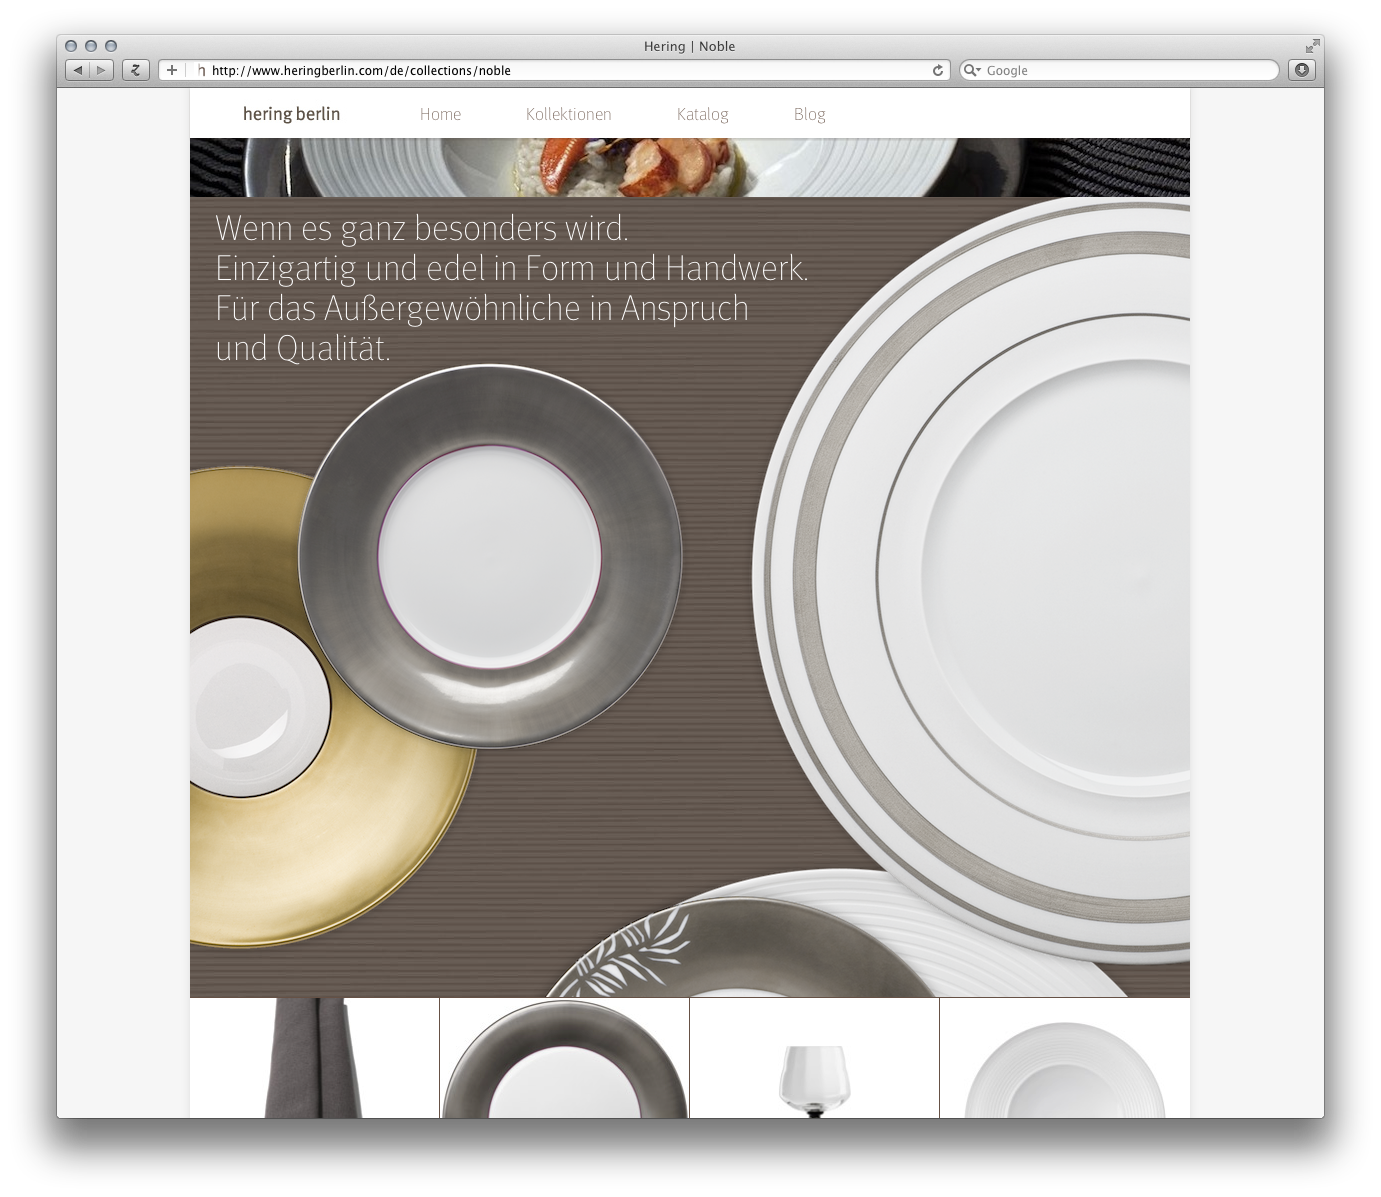 Hering | Noble
http://www.heringberlin.com/de/collections/noble
Google
hering berlin Home Kollektionen Katalog Blog
Wenn es ganz besonders wird.
Einzigartig und edel in Form und Handwerk.
Für das Außergewöhnliche in Anspruch
und Qualität.